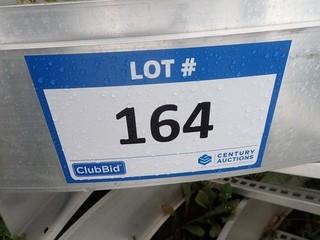 LOT #
164
ClubBid
CENTURY
AUCTIONS